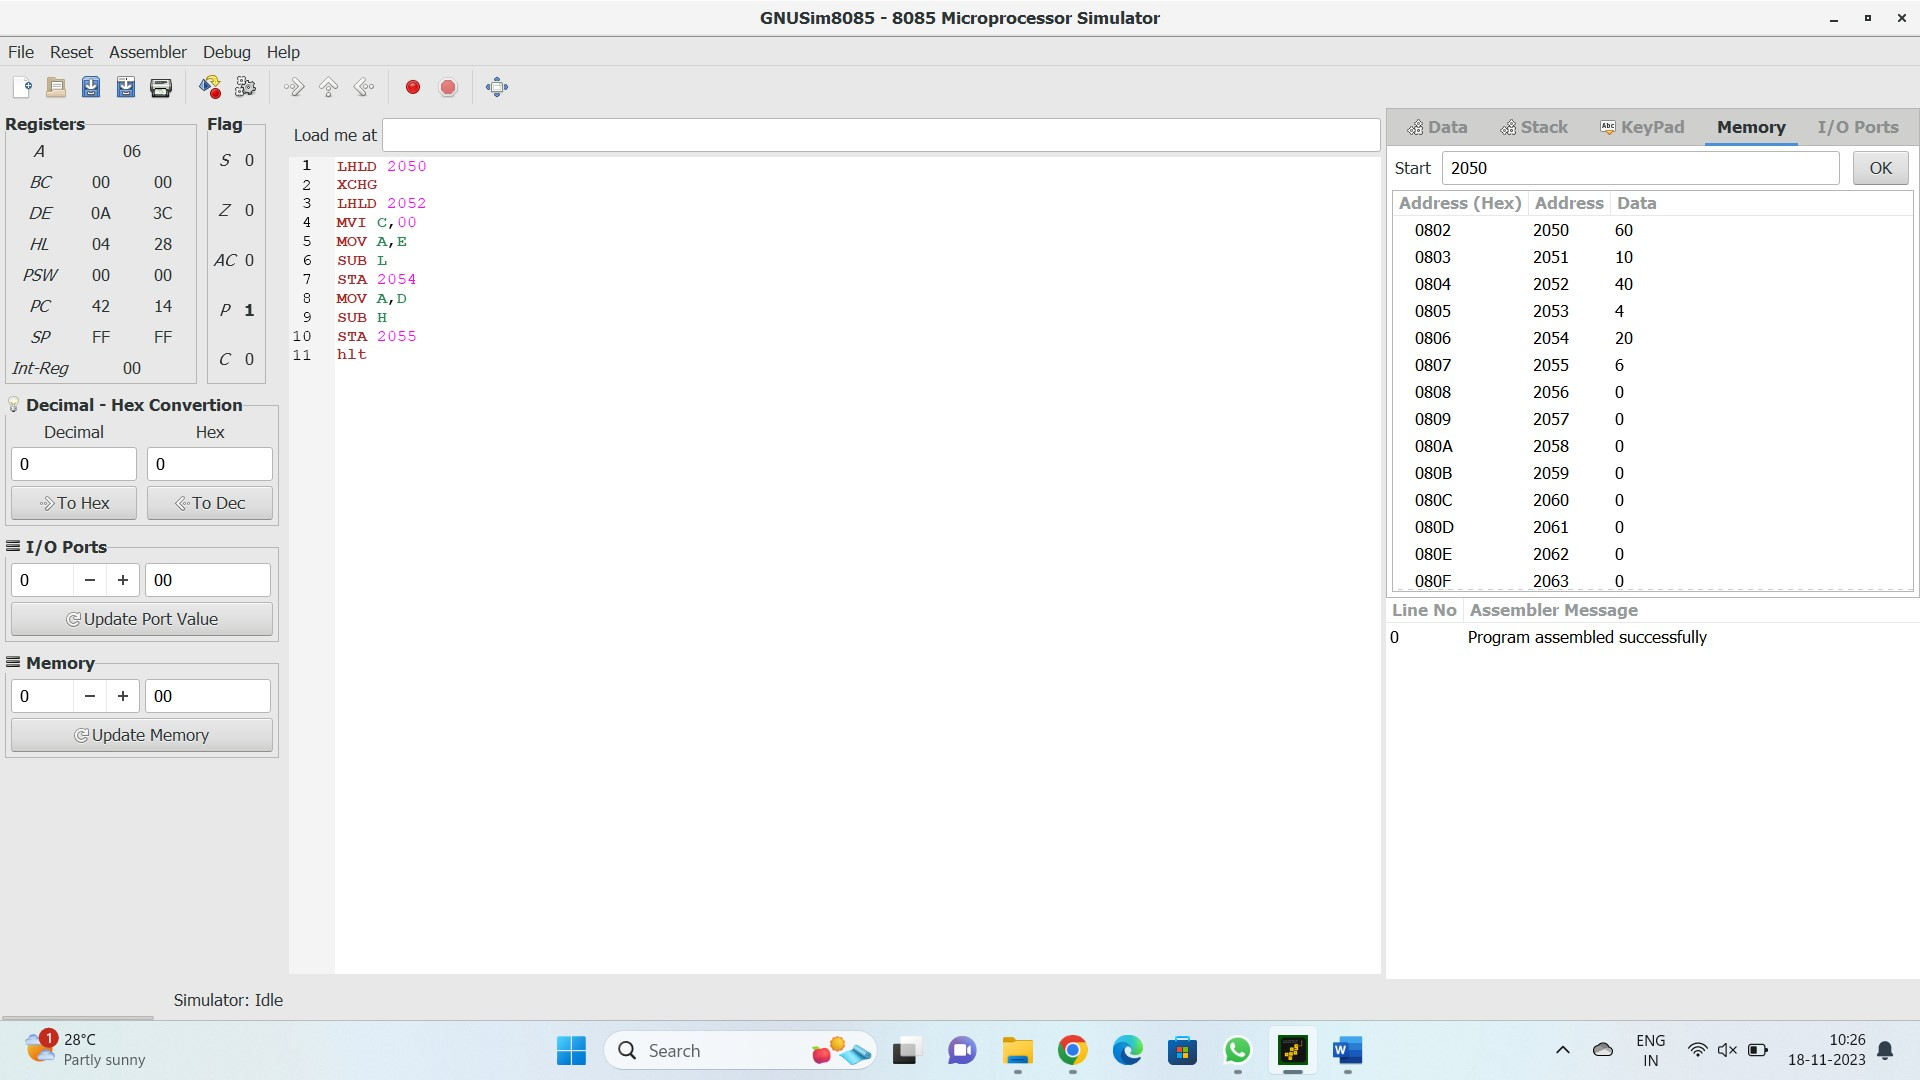 GNUSim8085 - 8085 Microprocessor Simulator
File Reset Assembler Debug Help
Registers
A 06
BC 00 00
DE 0A 3C
HL 04 28
PSW 00 00
PC 42 14
SP FF FF
Int-Reg 00
Flag
S 0
Z 0
AC 0
P 1
C 0
Decimal - Hex Convertion
Decimal Hex
0 0
To Hex To Dec
I/O Ports
0 − + 00
Update Port Value
Memory
0 − + 00
Update Memory
Load me at
1 LHLD 2050
2 XCHG
3 LHLD 2052
4 MVI C,00
5 MOV A,E
6 SUB L
7 STA 2054
8 MOV A,D
9 SUB H
10 STA 2055
11 hlt
Data Stack Abc KeyPad Memory I/O Ports
Start 2050 OK
Address (Hex) Address Data
0802 2050 60
0803 2051 10
0804 2052 40
0805 2053 4
0806 2054 20
0807 2055 6
0808 2056 0
0809 2057 0
080A 2058 0
080B 2059 0
080C 2060 0
080D 2061 0
080E 2062 0
080F 2063 0
Line No Assembler Message
0 Program assembled successfully
Simulator: Idle
1 28°C
Partly sunny
Search
W
ENG
IN
10:26
18-11-2023